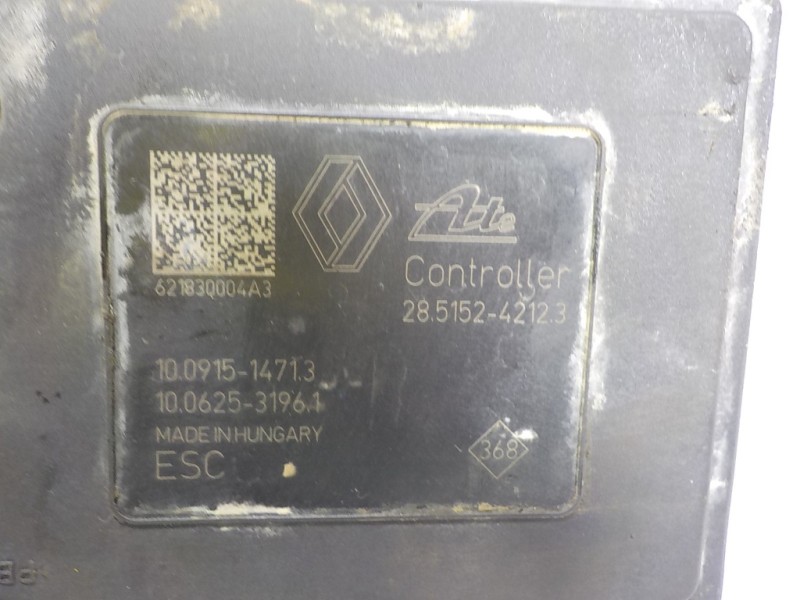 Ate
621830004A3
Controller
28.5152-4212.3
10.0915-1471.3
10.0625-3196.1
MADE IN HUNGARY
ESC
368